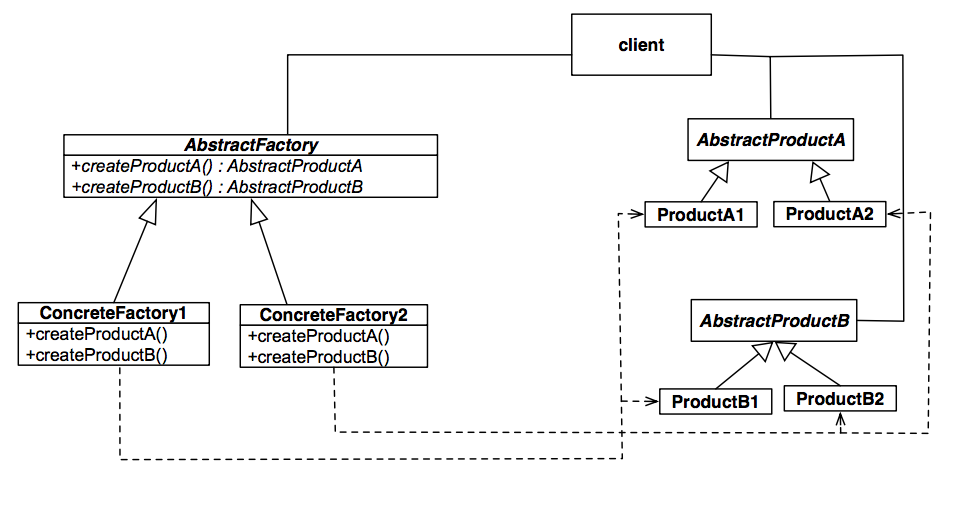 client
AbstractFactory
+createProductA() : AbstractProductA
+createProductB() : AbstractProductB
AbstractProductA
ProductA1
ProductA2
ConcreteFactory1
+createProductA()
+createProductB()
ConcreteFactory2
+createProductA()
+createProductB()
AbstractProductB
ProductB1
ProductB2